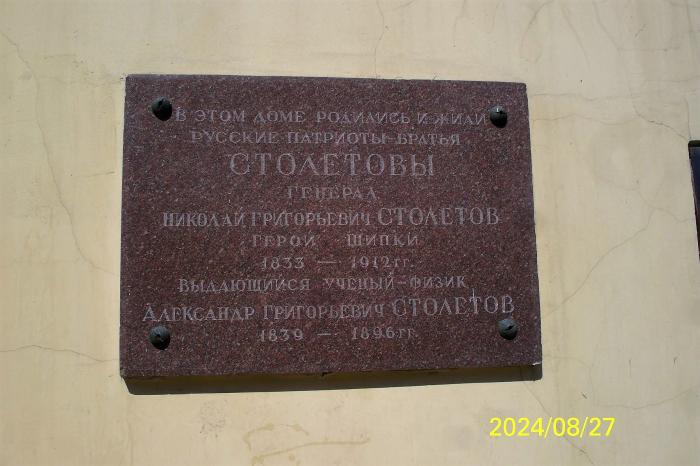 В ЭТОМ ДОМЕ РОДИЛИСЬ И ЖИЛИ
РУССКИЕ ПАТРИОТЫ-БРАТЬЯ
СТОЛЕТОВЫ
ГЕНЕРАЛ
НИКОЛАЙ ГРИГОРЬЕВИЧ СТОЛЕТОВ
ГЕРОЙ ШИПКИ
1833 — 1912 гг.
ВЫДАЮЩИЙСЯ УЧЕНЫЙ-ФИЗИК
АЛЕКСАНДР ГРИГОРЬЕВИЧ СТОЛЕТОВ
1839 — 1896 гг.
2024/08/27